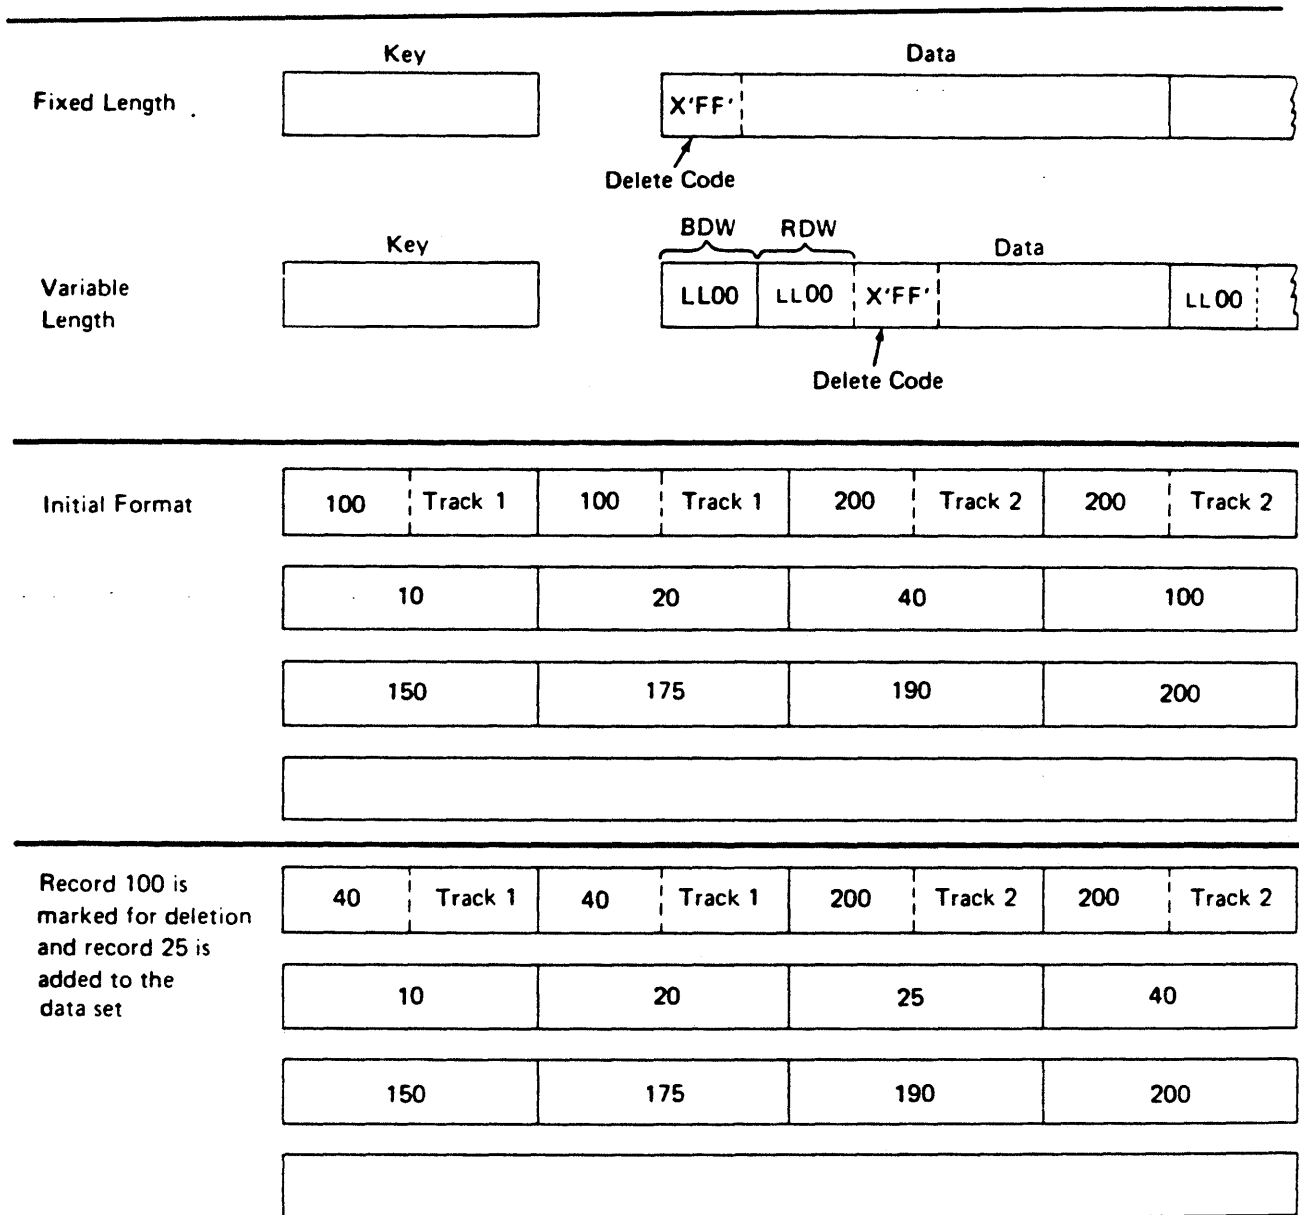 Key Data
Fixed Length X'FF'
Delete Code
BDW RDW
Key Data
Variable
Length
LL00 LL00 X'FF' LL00
Delete Code
Initial Format 100 Track 1 100 Track 1 200 Track 2 200 Track 2
10 20 40 100
150 175 190 200
Record 100 is
marked for deletion
and record 25 is
added to the
data set
40 Track 1 40 Track 1 200 Track 2 200 Track 2
10 20 25 40
150 175 190 200